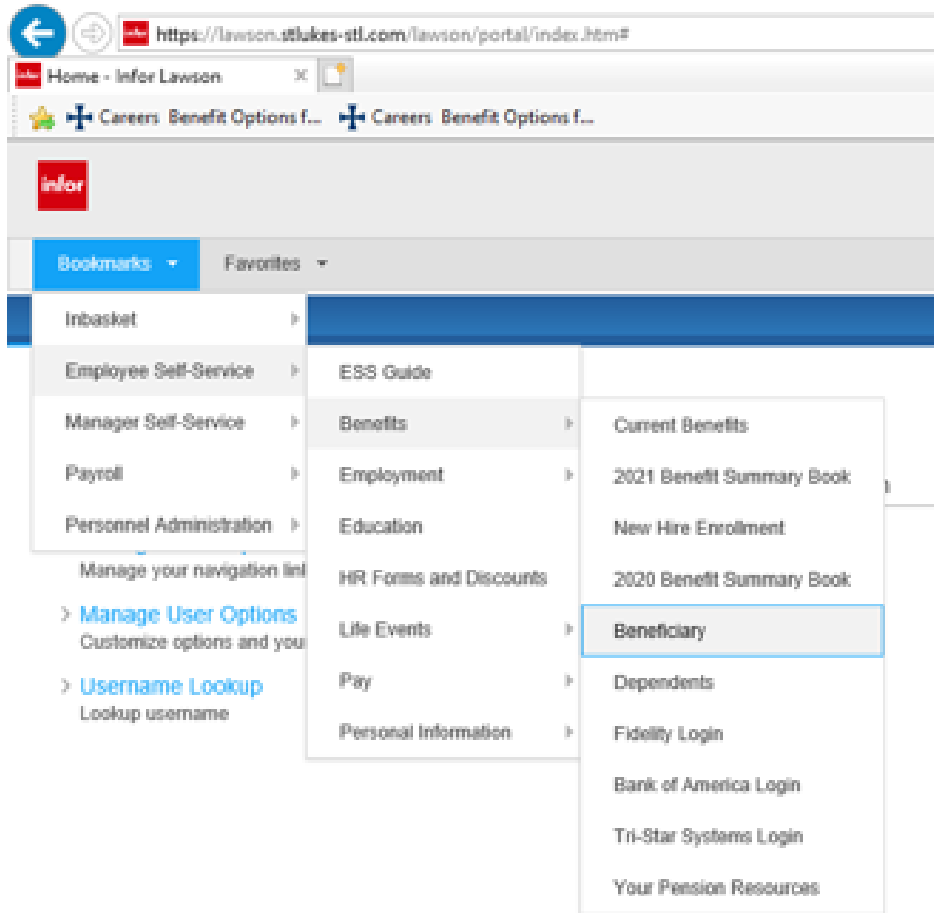 https://lawson.stlukes-stl.com/lawson/portal/index.htm#
Home - Infor Lawson
Careers Benefit Options f... Careers Benefit Options f...
infor
Bookmarks Favorites
Inbasket
Employee Self-Service
Manager Self-Service
Payroll
Personnel Administration
Manage your navigation lin
Manage User Options
Customize options and you
Username Lookup
Lookup username
ESS Guide
Benefits
Employment
Education
HR Forms and Discounts
Life Events
Pay
Personal Information
Current Benefits
2021 Benefit Summary Book
New Hire Enrollment
2020 Benefit Summary Book
Beneficiary
Dependents
Fidelity Login
Bank of America Login
Tri-Star Systems Login
Your Pension Resources